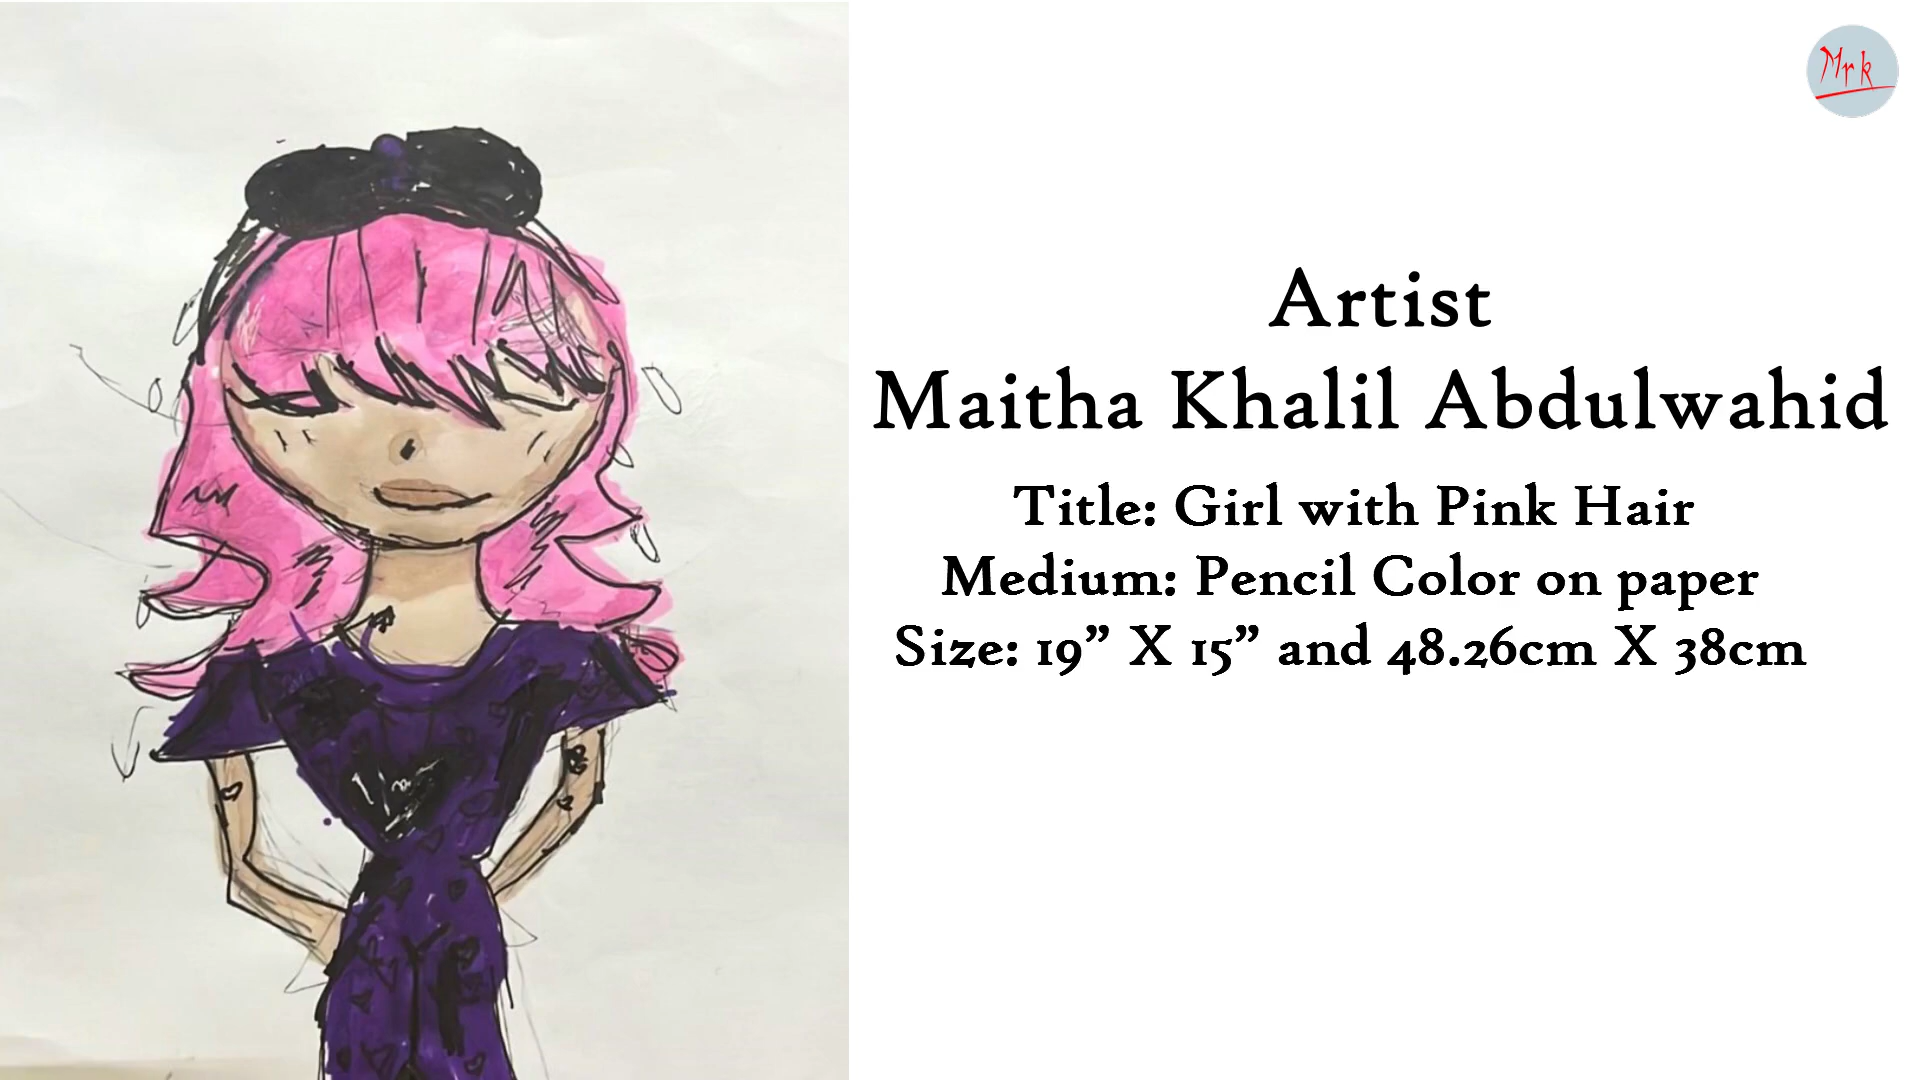 Mrk
Artist
Maitha Khalil Abdulwahid
Title: Girl with Pink Hair
Medium: Pencil Color on paper
Size: 19” X 15” and 48.26cm X 38cm